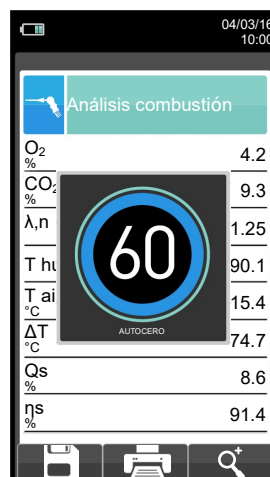 04/03/16
10:00
Análisis combustión
O2
% 4.2
CO2
% 9.3
λ,n 1.25
T hu 90.1
T ai
°C 15.4
ΔT
°C 74.7
Qs
% 8.6
ηs
% 91.4
60
AUTOCERO